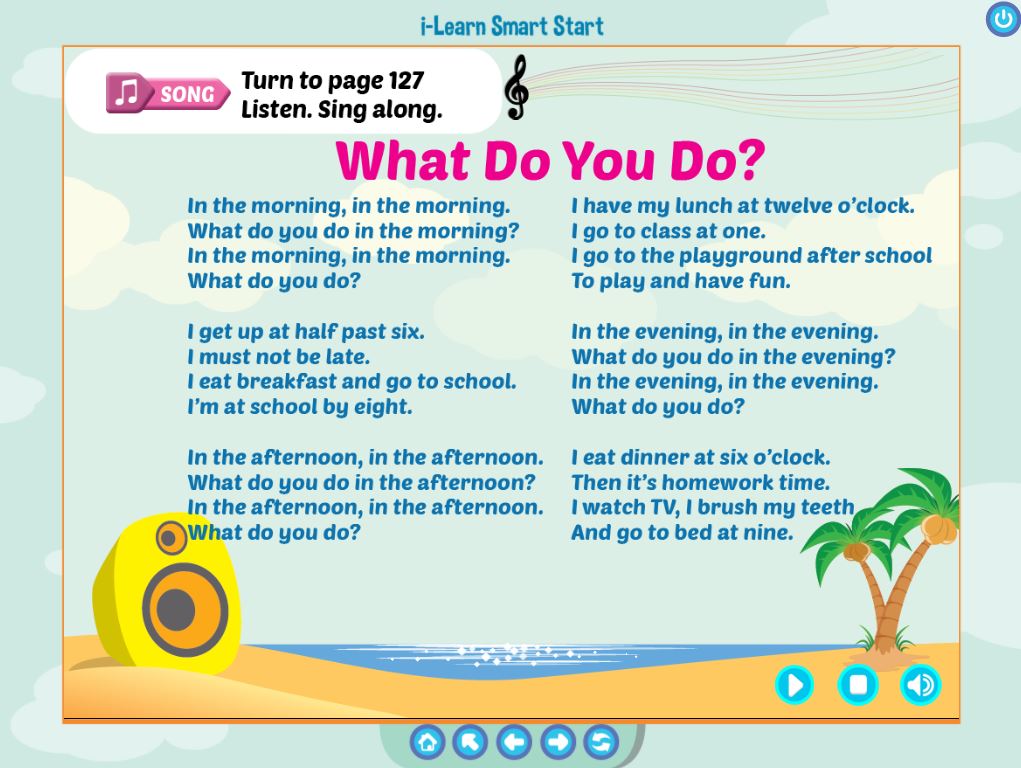 i-Learn Smart Start
SONG
Turn to page 127
Listen. Sing along.
What Do You Do?
In the morning, in the morning.
What do you do in the morning?
In the morning, in the morning.
What do you do?
I get up at half past six.
I must not be late.
I eat breakfast and go to school.
I'm at school by eight.
In the afternoon, in the afternoon.
What do you do in the afternoon?
In the afternoon, in the afternoon.
What do you do?
I have my lunch at twelve o'clock.
I go to class at one.
I go to the playground after school
To play and have fun.
In the evening, in the evening.
What do you do in the evening?
In the evening, in the evening.
What do you do?
I eat dinner at six o'clock.
Then it's homework time.
I watch TV, I brush my teeth
And go to bed at nine.